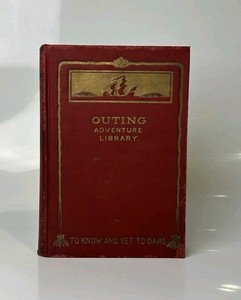 OUTING
ADVENTURE
LIBRARY
TO KNOW AND YET TO DARE